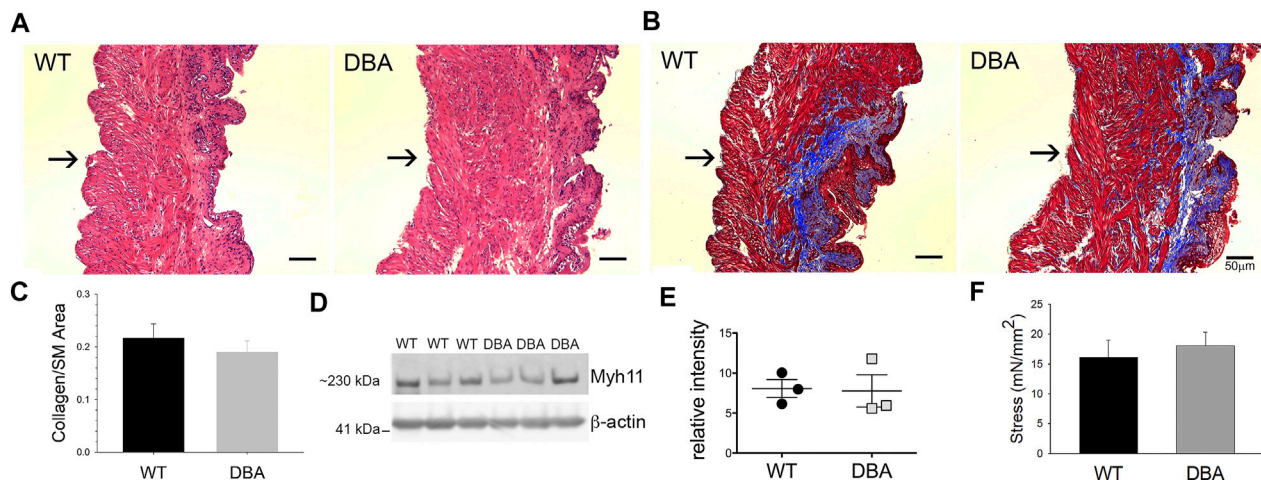 A
WT
DBA
B
WT
DBA
50µm
C
Collagen/SM Area
0.3
0.2
0.1
0.0
WT
DBA
D
WT WT WT DBA DBA DBA
~230 kDa
Myh11
41 kDa
β-actin
E
relative intensity
15
10
5
0
WT
DBA
F
Stress (mN/mm²)
25
20
15
10
5
0
WT
DBA